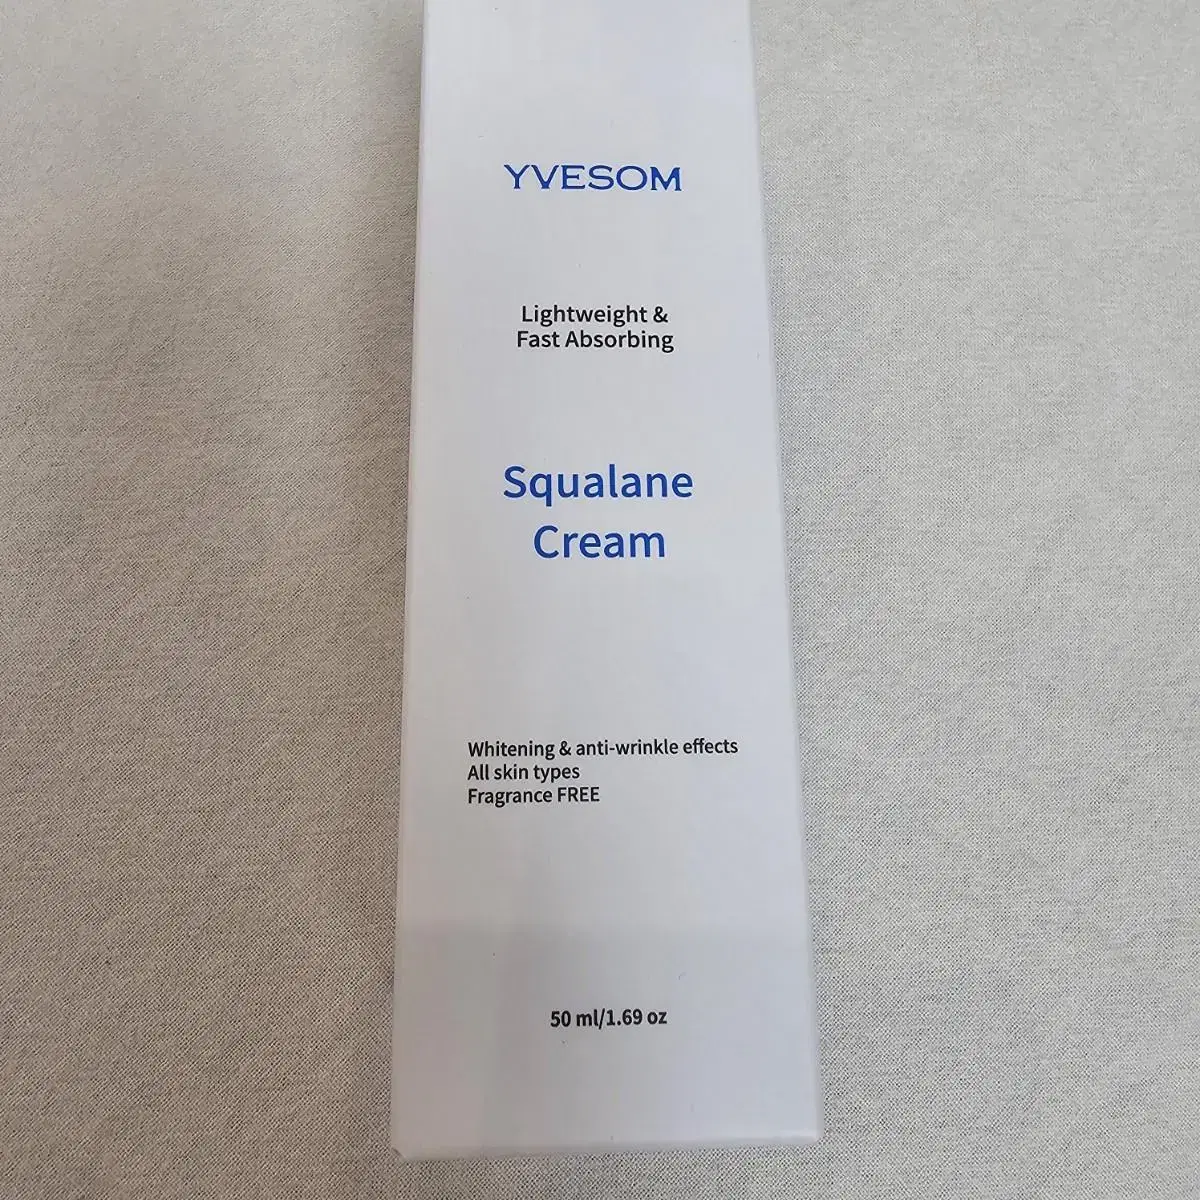 YVESOM
Lightweight &
Fast Absorbing
Squalane
Cream
Whitening & anti-wrinkle effects
All skin types
Fragrance FREE
50 ml/1.69 oz